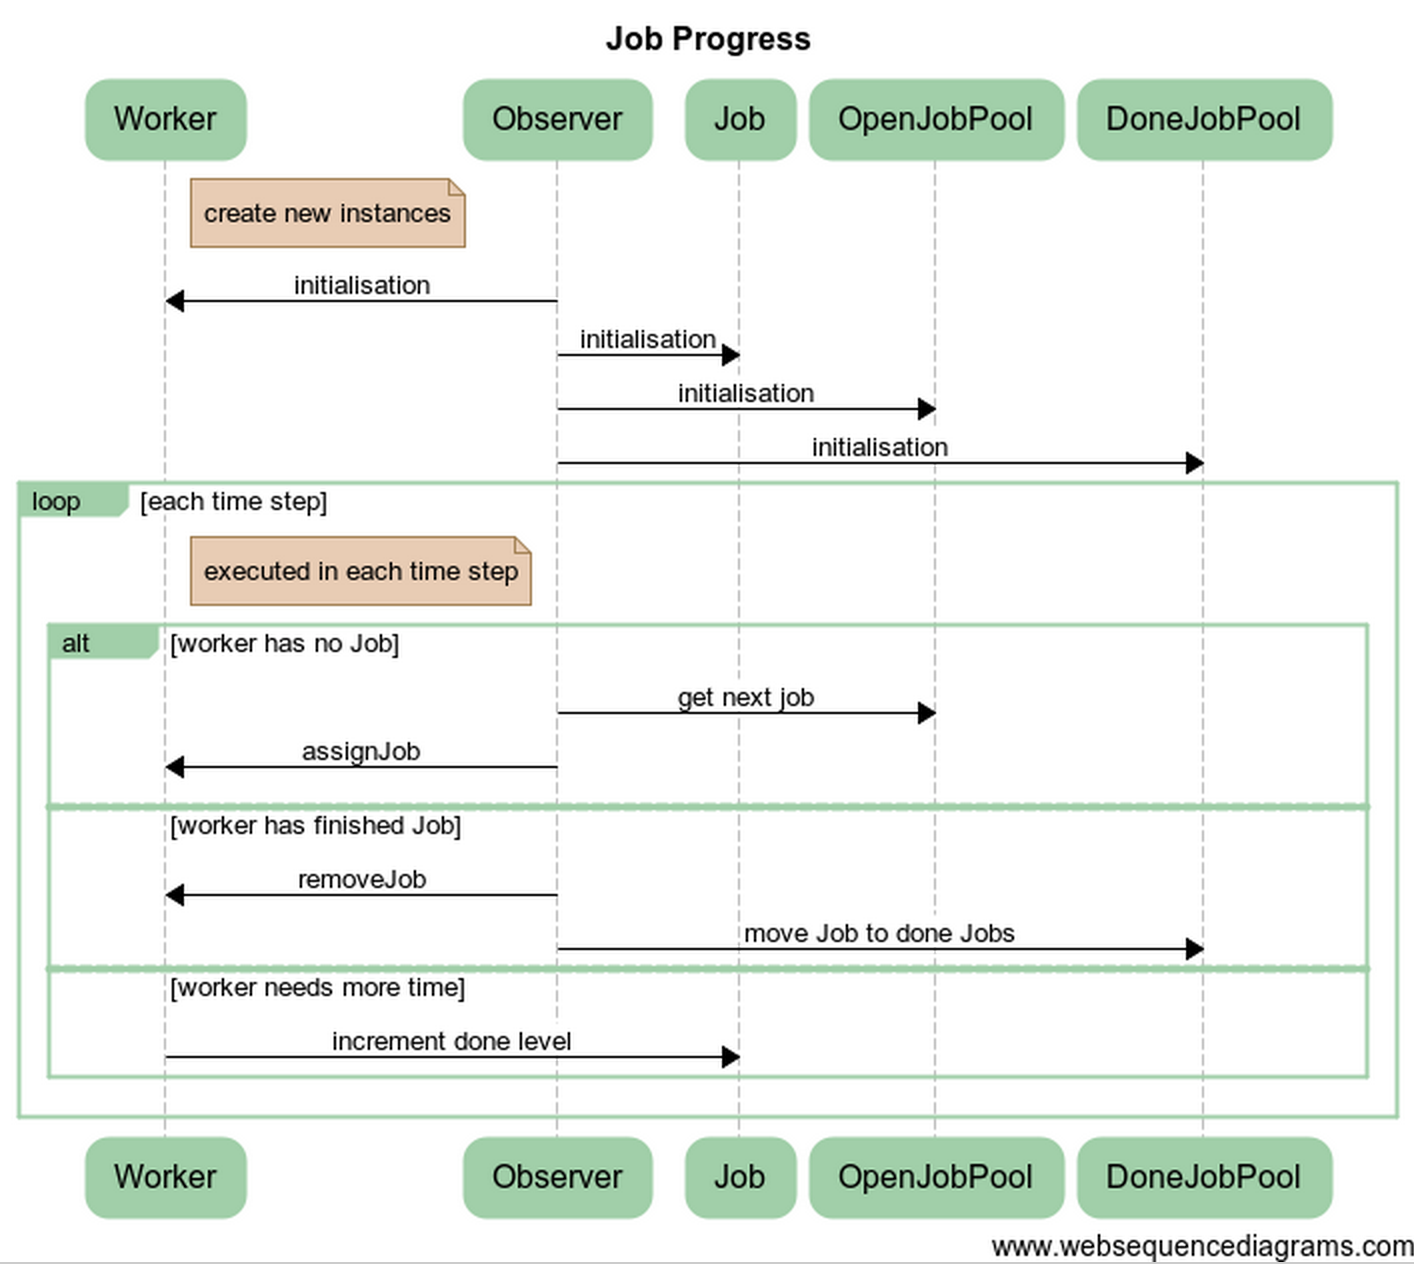 Job Progress
Worker
Observer
Job
OpenJobPool
DoneJobPool
create new instances
initialisation
initialisation
initialisation
initialisation
loop
[each time step]
executed in each time step
alt
[worker has no Job]
get next job
assignJob
[worker has finished Job]
removeJob
move Job to done Jobs
[worker needs more time]
increment done level
Worker
Observer
Job
OpenJobPool
DoneJobPool
www.websequencediagrams.com